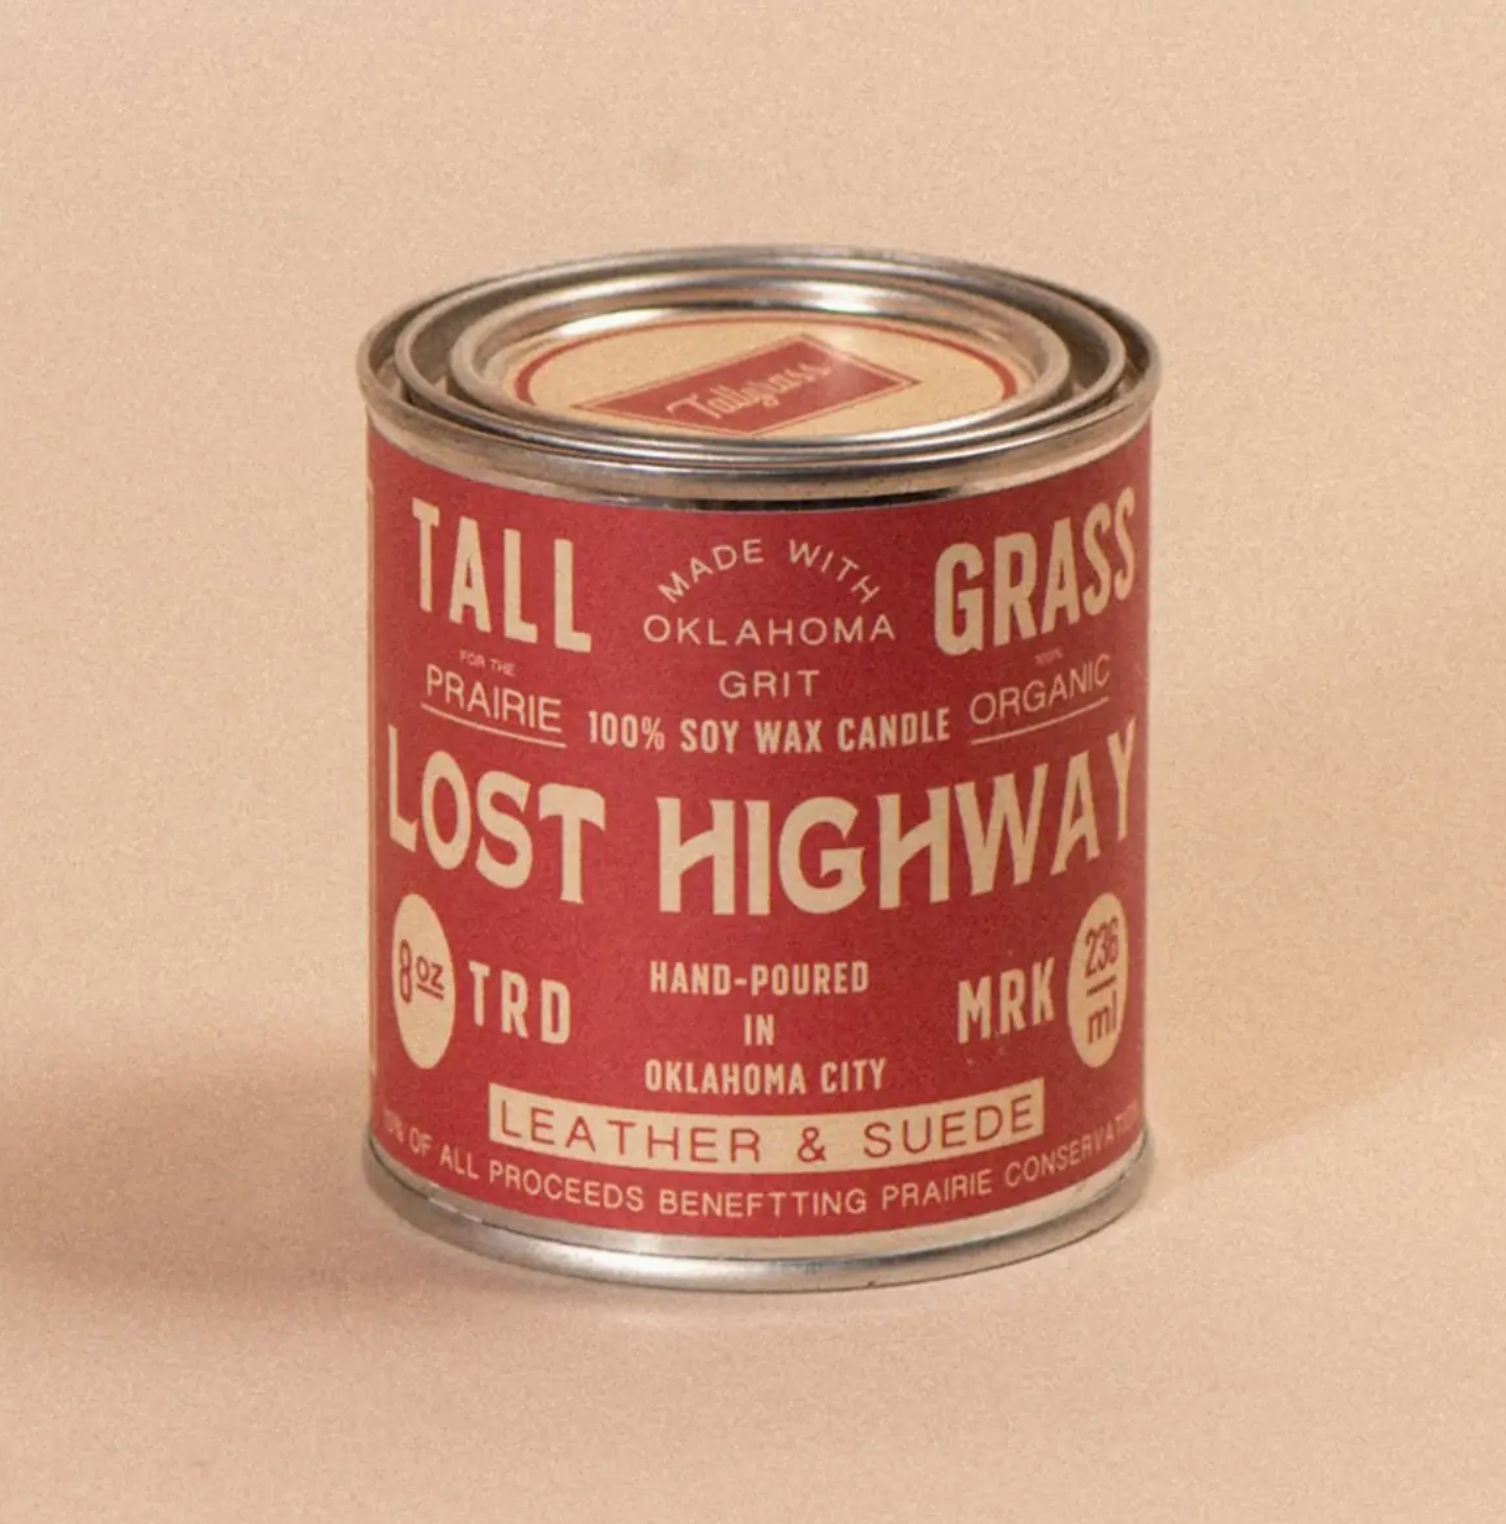 Tallgrass
TALL GRASS
MADE WITH
OKLAHOMA
GRIT
FOR THE
PRAIRIE
100%
ORGANIC
100% SOY WAX CANDLE
LOST HIGHWAY
8 oz
TRD
HAND-POURED
IN
OKLAHOMA CITY
MRK
236
ml
LEATHER & SUEDE
OF ALL PROCEEDS BENEFTTING PRAIRIE CONSERVATION